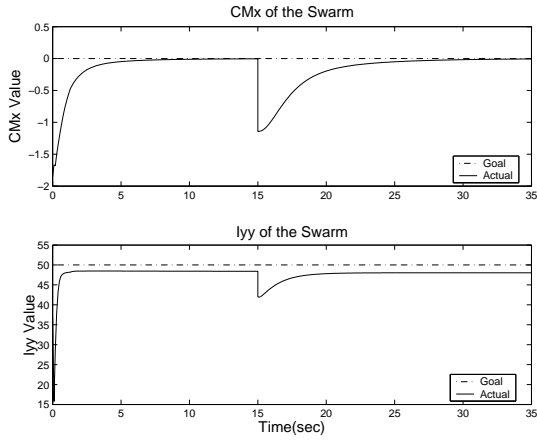 CMx of the Swarm
CMx Value
0.5
0
−0.5
−1
−1.5
−2
0 5 10 15 20 25 30 35
Goal
Actual
Iyy of the Swarm
Iyy Value
55
50
45
40
35
30
25
20
15
0 5 10 15 20 25 30 35
Goal
Actual
Time(sec)